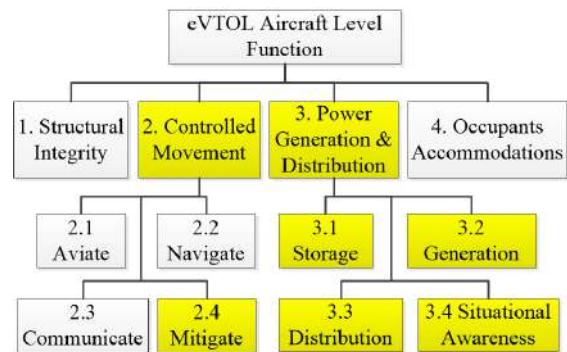 eVTOL Aircraft Level
Function
1. Structural
Integrity
2. Controlled
Movement
3. Power
Generation &
Distribution
4. Occupants
Accommodations
2.1
Aviate
2.2
Navigate
3.1
Storage
3.2
Generation
2.3
Communicate
2.4
Mitigate
3.3
Distribution
3.4 Situational
Awareness